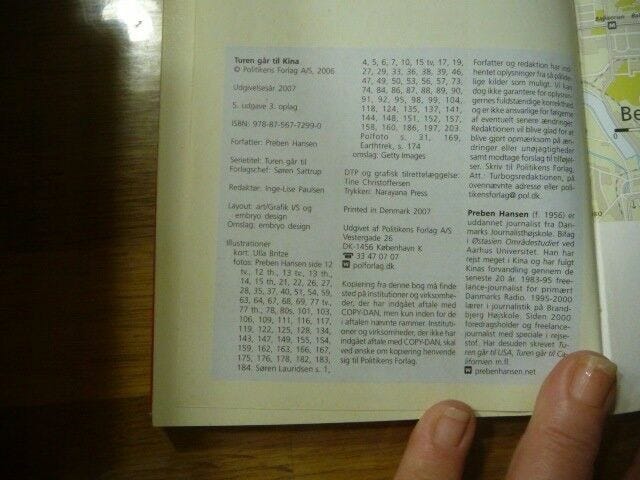 Turen går til Kina
© Politikens Forlag A/S, 2006
Udgivelsesår 2007
5. udgave 3. oplag
ISBN: 978-87-567-7299-0
Forfatter: Preben Hansen
Serietitel: Turen går til
Forlagschef: Søren Sattrup
Redaktør: Inge-Lise Paulsen
Layout: art/Grafik I/S og
embryo design
Omslag: embryo design
Illustrationer
kort: Ulla Britze
fotos: Preben Hansen side 12
tv., 12 th., 13 tv., 13 th.,
14, 15 th, 21, 22, 26, 27,
28, 35, 37, 40, 51, 54, 59,
63, 64, 67, 68, 69, 77 tv.,
77 th., 78, 80s, 101, 103,
106, 109, 111, 116, 117,
119, 122, 125, 128, 134,
143, 147, 149, 155, 154,
159, 162, 163, 166, 167,
175, 176, 178, 182, 183,
184. Søren Lauridsen s. 1,
4, 5, 6, 7, 10, 15 tv, 17, 19,
27, 29, 33, 36, 38, 39, 46,
47, 49, 50, 53, 56, 57, 73,
74, 84, 86, 87, 88, 89, 90,
91, 92, 95, 98, 99, 104,
118, 124, 135, 137, 141,
144, 148, 151, 152, 157,
158, 160, 186, 197, 203.
Polfoto s. 31, 169,
Earthtrek, s. 174
omslag: Getty Images
DTP og grafisk tilrettelæggelse:
Tine Christoffersen
Trykkeri: Narayana Press
Printed in Denmark 2007
Udgivet af Politikens Forlag A/S
Vestergade 26
DK-1456 København K
☎ 33 47 07 07
polforlag.dk
Kopiering fra denne bog må finde
sted på institutioner og virksomhe-
der, der har indgået aftale med
COPY-DAN, men kun inden for de
i aftalen nævnte rammer. Instituti-
oner og virksomheder, der ikke har
indgået aftale med COPY-DAN, skal
ved ønske om kopiering henvende
sig til Politikens Forlag.
Forfatter og redaktion har ind-
hentet oplysninger fra så pålide-
lige kilder som muligt. Vi kan
dog ikke garantere for oplysnin-
gernes fuldstændige korrekthed
og er ikke ansvarlige for følgerne
af eventuelt senere ændringer.
Redaktionen vil blive glad for at
blive gjort opmærksom på æn-
dringer eller unøjagtigheder
samt modtage forslag til tilføjel-
ser. Skriv til Politikens Forlag,
Att.: Turbogsredaktionen, på
ovennævnte adresse eller poli-
tikensforlag@pol.dk.
Preben Hansen (f. 1956) er
uddannet journalist fra Dan-
marks Journalisthøjskole. Bifag
i Østasien Områdestudier ved
Aarhus Universitet. Han har
rejst meget i Kina og har fulgt
Kinas forvandling gennem de
seneste 20 år. 1983-95 free-
lance-journalist for primært
Danmarks Radio. 1995-2000
lærer i journalistik på Brand-
bjerg Højskole. Siden 2000
foredragsholder og freelance-
journalist med speciale i rejse-
stof. Har desuden skrevet Tu-
ren går til USA, Turen går til Ca-
lifornien m.fl.
prebenhansen.net
Be
0